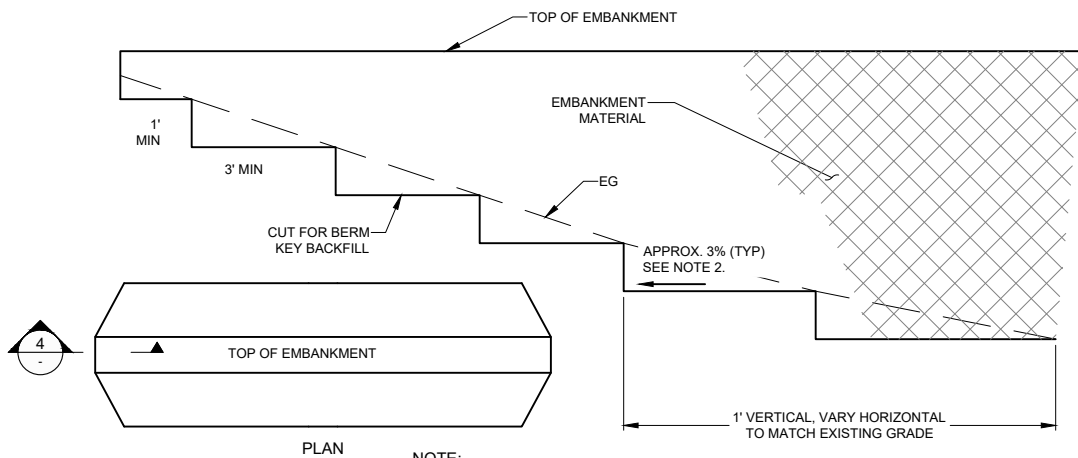 TOP OF EMBANKMENT
EMBANKMENT
MATERIAL
1'
MIN
3' MIN
EG
CUT FOR BERM
KEY BACKFILL
APPROX. 3% (TYP)
SEE NOTE 2.
4
-
TOP OF EMBANKMENT
1' VERTICAL, VARY HORIZONTAL
TO MATCH EXISTING GRADE
PLAN
NOTE: